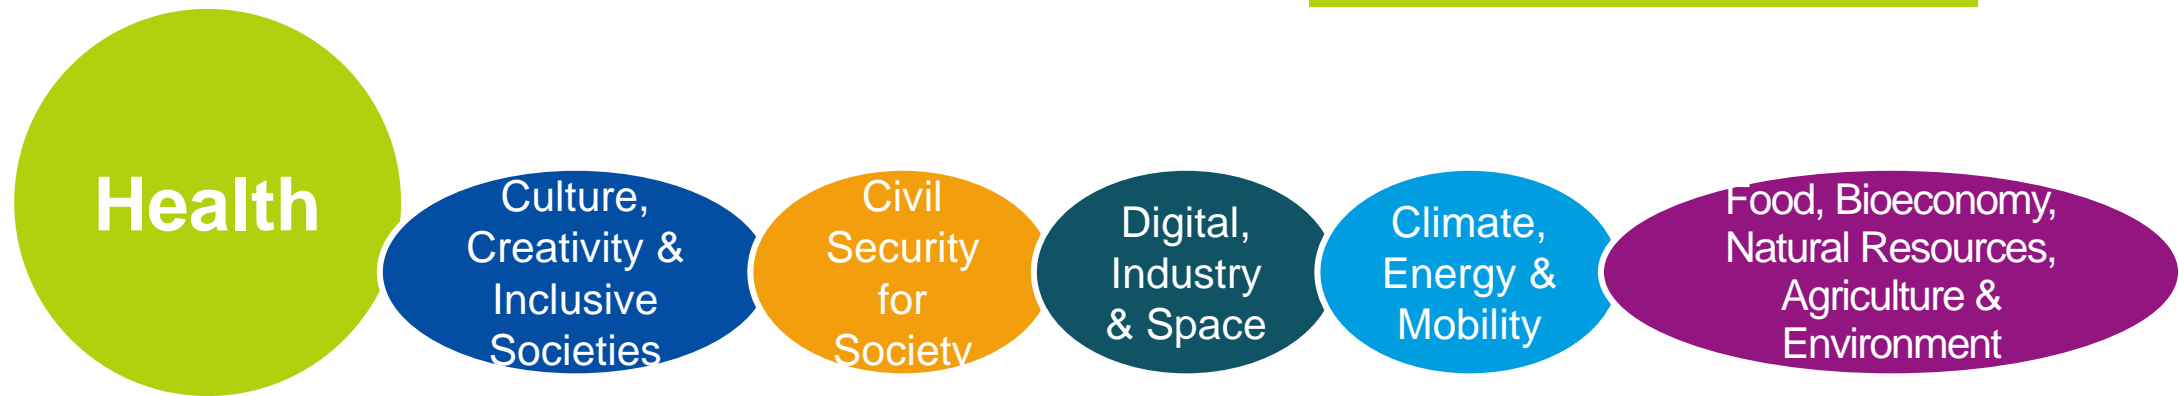 Health
Culture,
Creativity &
Inclusive
Societies
Civil
Security
for
Society
Digital,
Industry
& Space
Climate,
Energy &
Mobility
Food, Bioeconomy,
Natural Resources,
Agriculture &
Environment